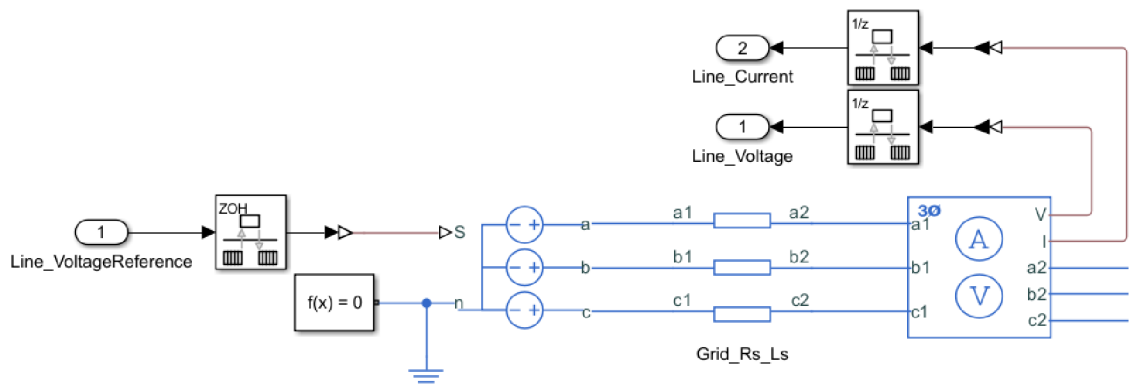 1/z
2
Line_Current
1/z
1
Line_Voltage
ZOH
1
Line_VoltageReference
S
f(x) = 0
n
a
b
c
a1
a2
b1
b2
c1
c2
Grid_Rs_Ls
3Ø
A
V
a1
b1
c1
V
I
a2
b2
c2